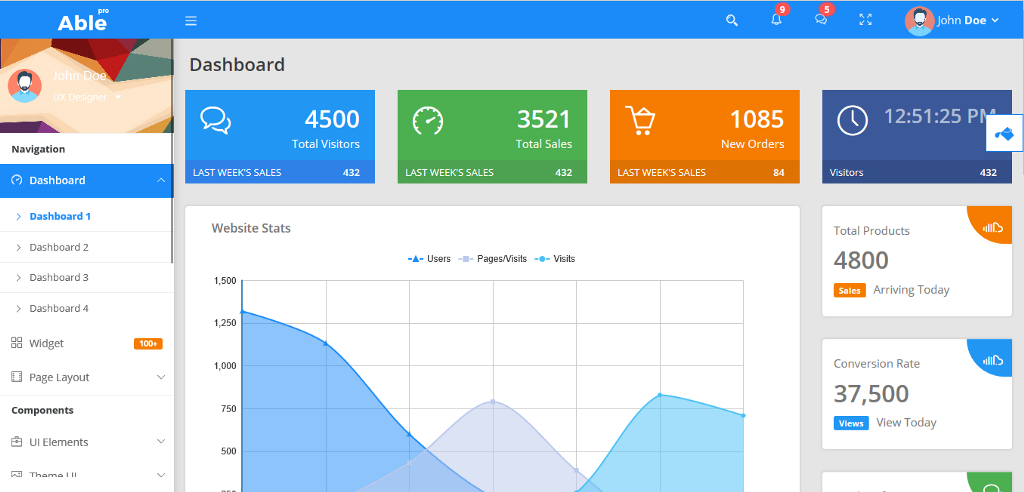 Able pro
9
5
John Doe
John Doe
UX Designer
Navigation
Dashboard
Dashboard 1
Dashboard 2
Dashboard 3
Dashboard 4
Widget 100+
Page Layout
Components
UI Elements
Theme UI
Dashboard
4500
Total Visitors
LAST WEEK'S SALES 432
3521
Total Sales
LAST WEEK'S SALES 432
1085
New Orders
LAST WEEK'S SALES 84
12:51:25 PM
Visitors 432
Website Stats
Users Pages/Visits Visits
1,500
1,250
1,000
750
500
Total Products
4800
Sales Arriving Today
Conversion Rate
37,500
Views View Today